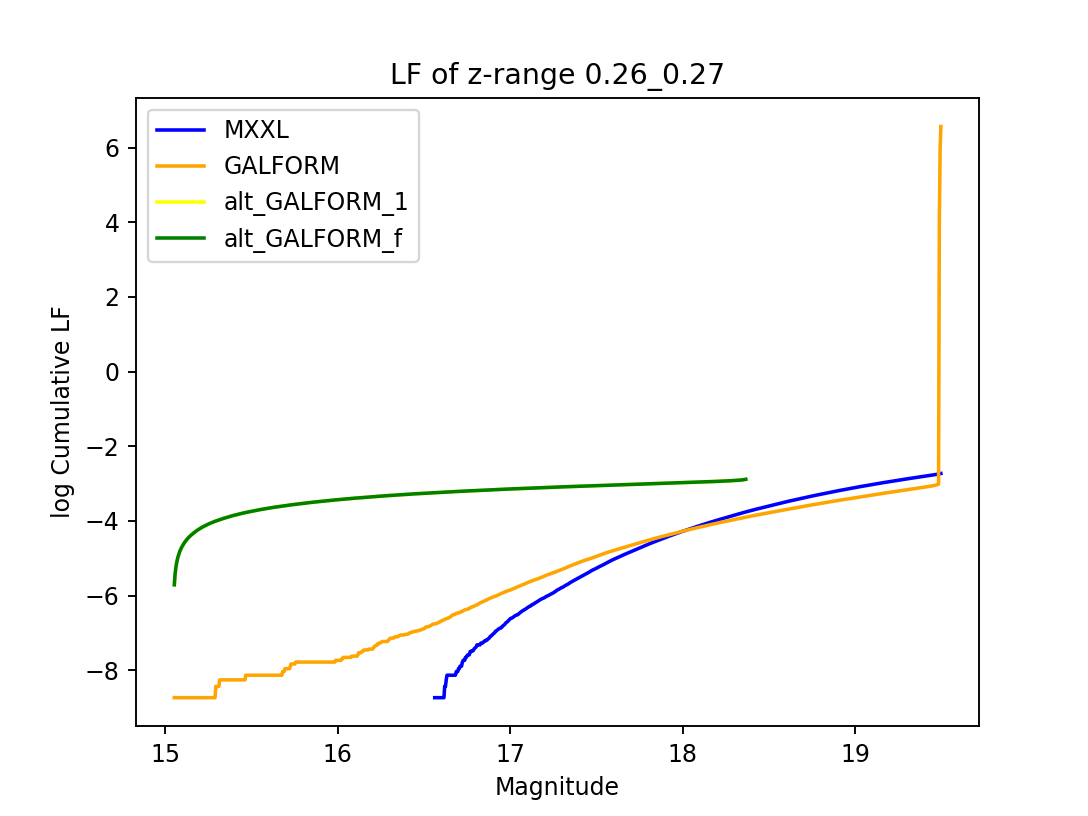 LF of z-range 0.26_0.27
MXXL
GALFORM
alt_GALFORM_1
alt_GALFORM_f
log Cumulative LF
6
4
2
0
−2
−4
−6
−8
15 16 17 18 19
Magnitude